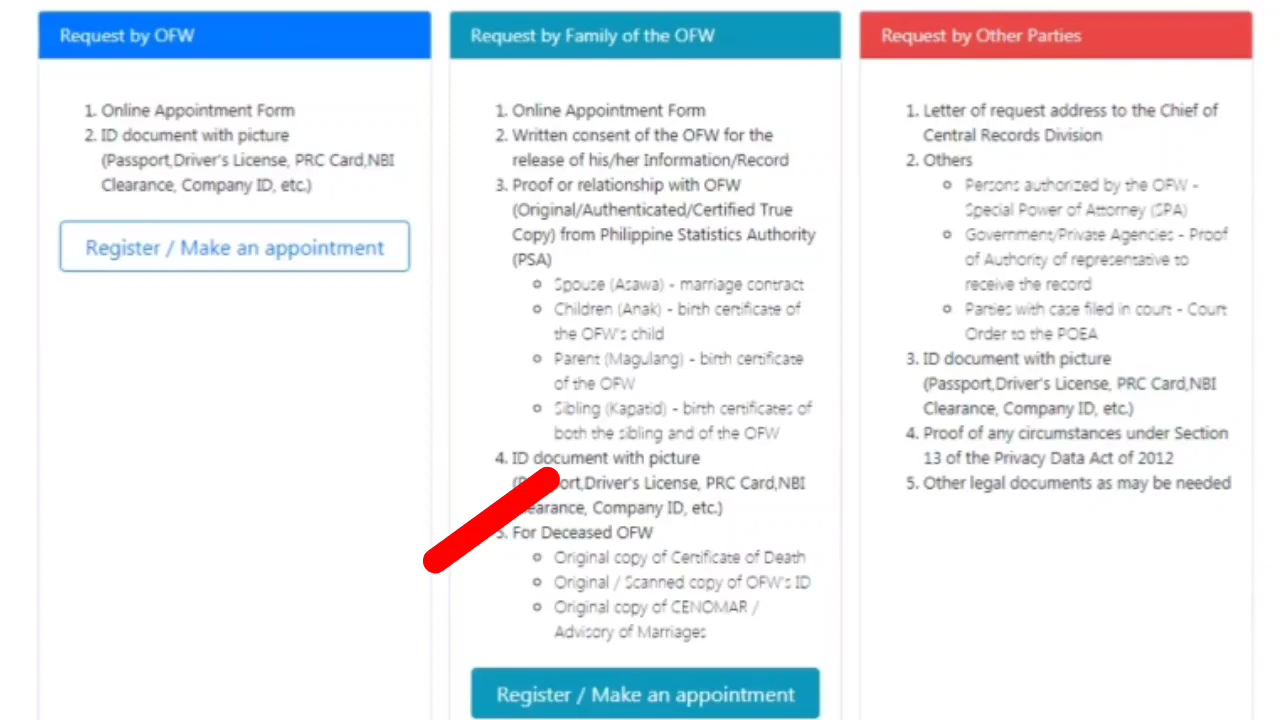 Request by OFW
1. Online Appointment Form
2. ID document with picture
(Passport,Driver's License, PRC Card,NBI
Clearance, Company ID, etc.)
Register / Make an appointment
Request by Family of the OFW
1. Online Appointment Form
2. Written consent of the OFW for the
release of his/her Information/Record
3. Proof or relationship with OFW
(Original/Authenticated/Certified True
Copy) from Philippine Statistics Authority
(PSA)
Spouse (Asawa) - marriage contract
Children (Anak) - birth certificate of
the OFW's child
Parent (Magulang) - birth certificate
of the OFW
Sibling (Kapatid) - birth certificates of
both the sibling and of the OFW
4. ID document with picture
Driver's License, PRC Card,NBI
Company ID, etc.)
For Deceased OFW
Original copy of Certificate of Death
Original / Scanned copy of OFW's ID
Original copy of CENOMAR /
Advisory of Marriages
Register / Make an appointment
Request by Other Parties
1. Letter of request address to the Chief of
Central Records Division
2. Others
Persons authorized by the OFW -
Special Power of Attorney (SPA)
Government/Private Agencies - Proof
of Authority of representative to
receive the record
Parties with case filed in court - Court
Order to the POEA
3. ID document with picture
(Passport,Driver's License, PRC Card,NBI
Clearance, Company ID, etc.)
4. Proof of any circumstances under Section
13 of the Privacy Data Act of 2012
5. Other legal documents as may be needed